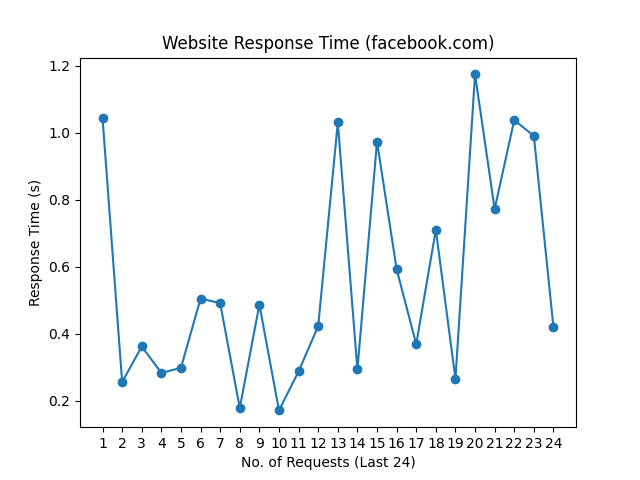 Website Response Time (facebook.com)
1.2
1.0
0.8
0.6
0.4
0.2
Response Time (s)
1 2 3 4 5 6 7 8 9 10 11 12 13 14 15 16 17 18 19 20 21 22 23 24
No. of Requests (Last 24)